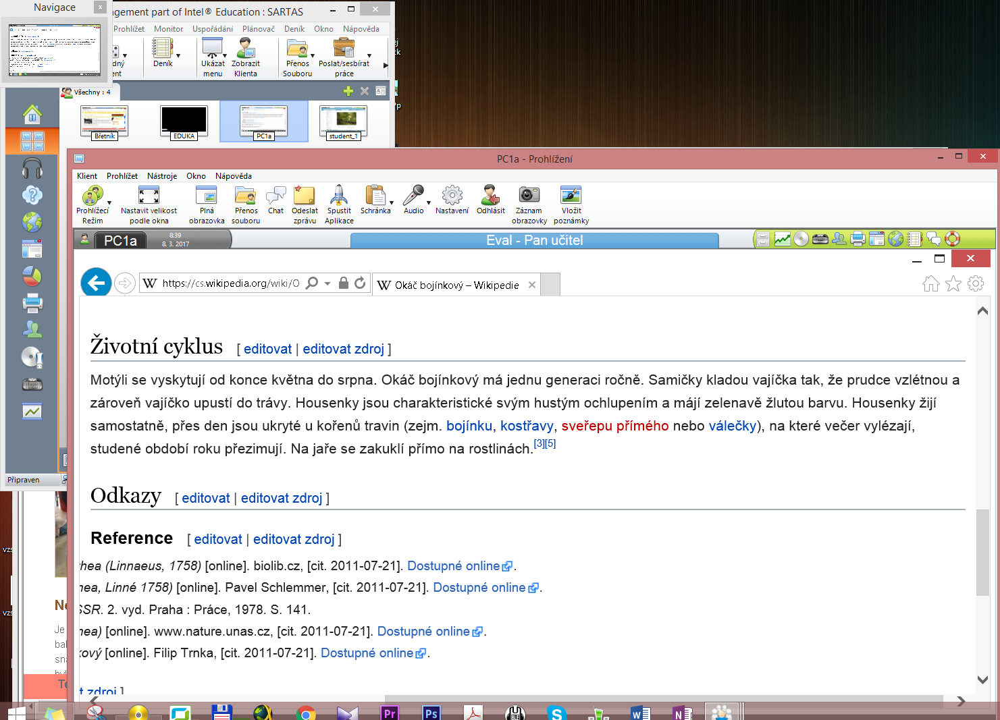 Navigace
agement part of Intel® Education : SARTAS
Prohlížet Monitor Uspořádání Plánovač Deník Okno Nápověda
Deník
Ukázat menu
Zobrazit Klienta
Přenos Souboru
Poslat/sesbírat práce
Všechny : 4
Břetník
EDUKA
PC1a
student_1
PC1a - Prohlížení
Klient Prohlížet Nástroje Okno Nápověda
Prohlížecí Režim
Nastavit velikost podle okna
Plná obrazovka
Přenos souboru
Chat
Odeslat zprávu
Spustit Aplikace
Schránka
Audio
Nastavení
Odhlásit
Záznam obrazovky
Vložit poznámky
PC1a
8:39
8. 3. 2017
Eval - Pan učitel
https://cs.wikipedia.org/wiki/O
W Okáč bojínkový – Wikipedie
Životní cyklus [ editovat | editovat zdroj ]
Motýli se vyskytují od konce května do srpna. Okáč bojínkový má jednu generaci ročně. Samičky kladou vajíčka tak, že prudce vzlétnou a
zároveň vajíčko upustí do trávy. Housenky jsou charakteristické svým hustým ochlupením a májí zelenavě žlutou barvu. Housenky žijí
samostatně, přes den jsou ukryté u kořenů travin (zejm. bojínku, kostřavy, sveřepu přímého nebo válečky), na které večer vylézají,
studené období roku přezimují. Na jaře se zakuklí přímo na rostlinách.[3][5]
Odkazy [ editovat | editovat zdroj ]
Reference [ editovat | editovat zdroj ]
hea (Linnaeus, 1758) [online]. biolib.cz, [cit. 2011-07-21]. Dostupné online.
nea, Linné 1758) [online]. Pavel Schlemmer, [cit. 2011-07-21]. Dostupné online.
SSR. 2. vyd. Praha : Práce, 1978. S. 141.
nea) [online]. www.nature.unas.cz, [cit. 2011-07-21]. Dostupné online.
kový [online]. Filip Trnka, [cit. 2011-07-21]. Dostupné online.
t zdroj ]
Připraven
vzs
vzs
Je
Pr
Ps